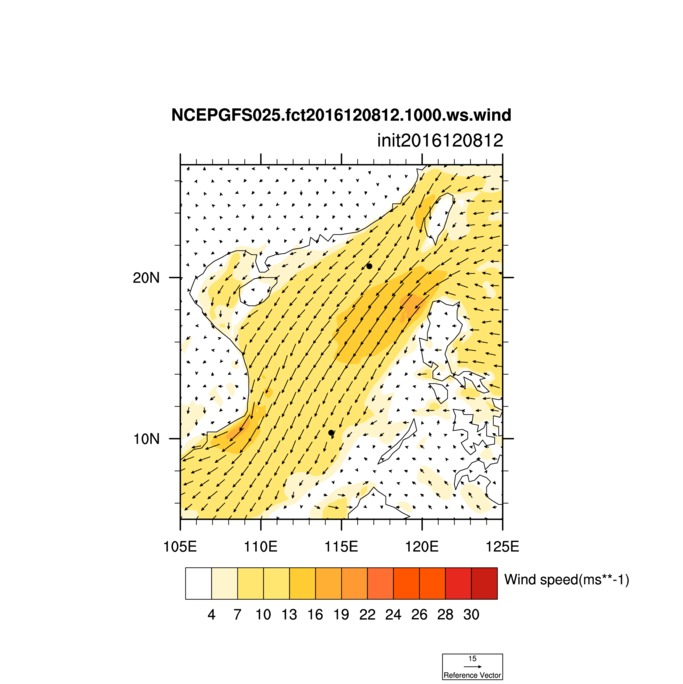 NCEPGFS025.fct2016120812.1000.ws.wind
init2016120812
20N
10N
105E 110E 115E 120E 125E
Wind speed(ms**-1)
4 7 10 13 16 19 22 24 26 28 30
15
Reference Vector